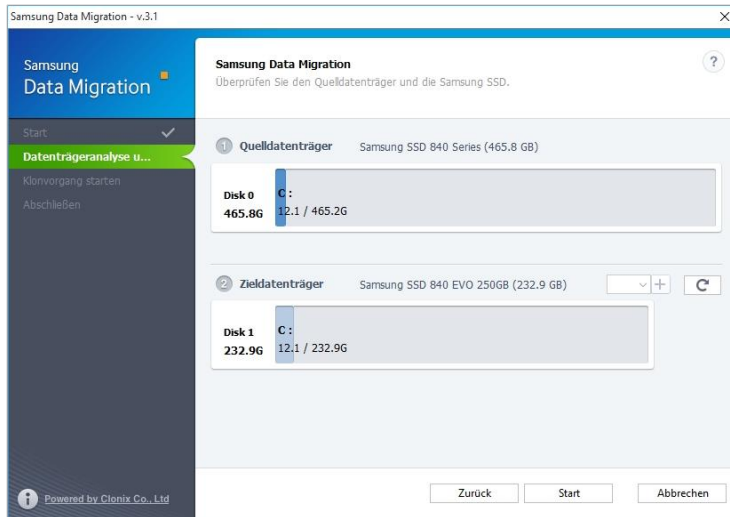 Samsung Data Migration - v.3.1
Samsung
Data Migration
Start
Datenträgeranalyse u...
Klonvorgang starten
Abschließen
Powered by Clonix Co., Ltd
Samsung Data Migration
Überprüfen Sie den Quelldatenträger und die Samsung SSD.
?
1 Quelldatenträger Samsung SSD 840 Series (465.8 GB)
Disk 0
465.8G
C :
12.1 / 465.2G
2 Zieldatenträger Samsung SSD 840 EVO 250GB (232.9 GB)
Disk 1
232.9G
C :
12.1 / 232.9G
Zurück Start Abbrechen